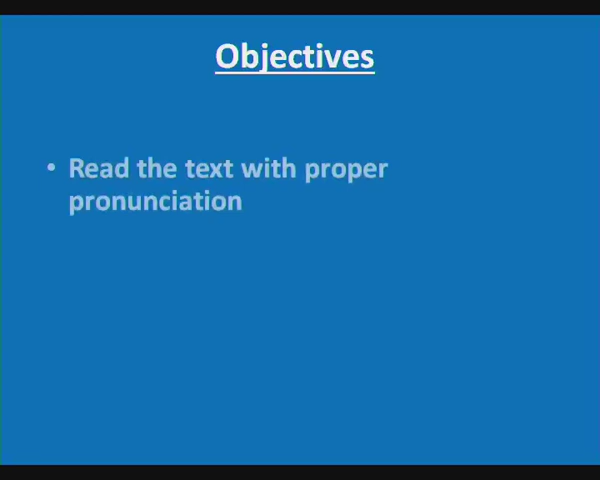 Objectives
• Read the text with proper
pronunciation